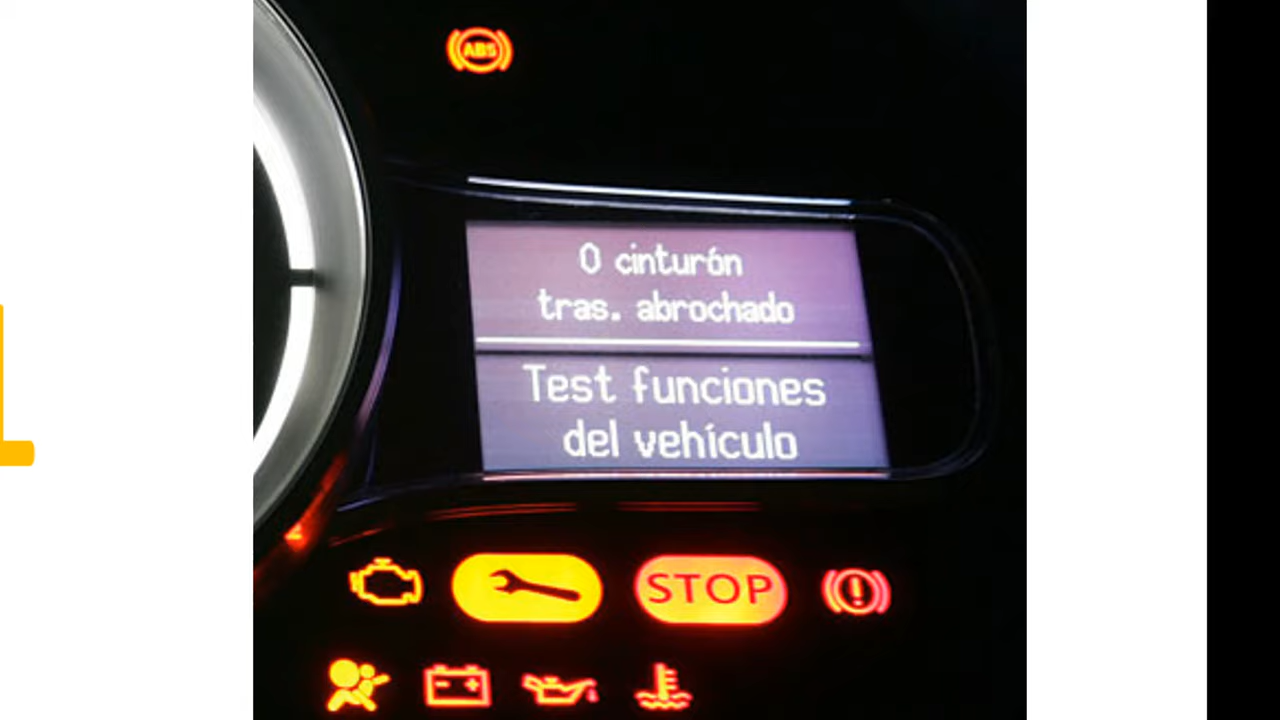 ABS
0 cinturón
tras. abrochado
Test funciones
del vehículo
STOP